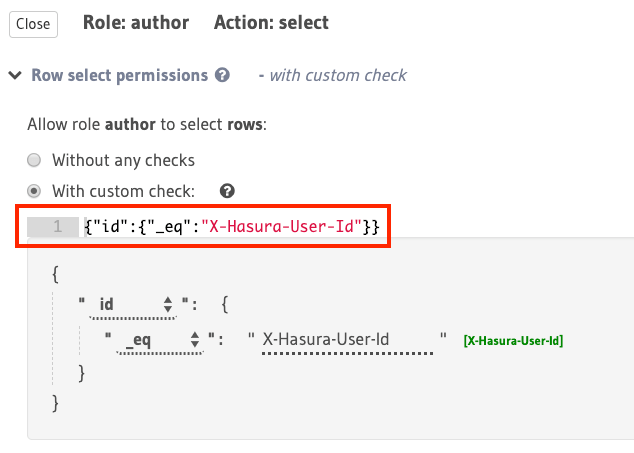 Close Role: author Action: select
Row select permissions ? - with custom check
Allow role author to select rows:
Without any checks
With custom check: ?
1 {"id":{"_eq":"X-Hasura-User-Id"}}
{
" id " : {
" _eq " : " X-Hasura-User-Id " [X-Hasura-User-Id]
}
}